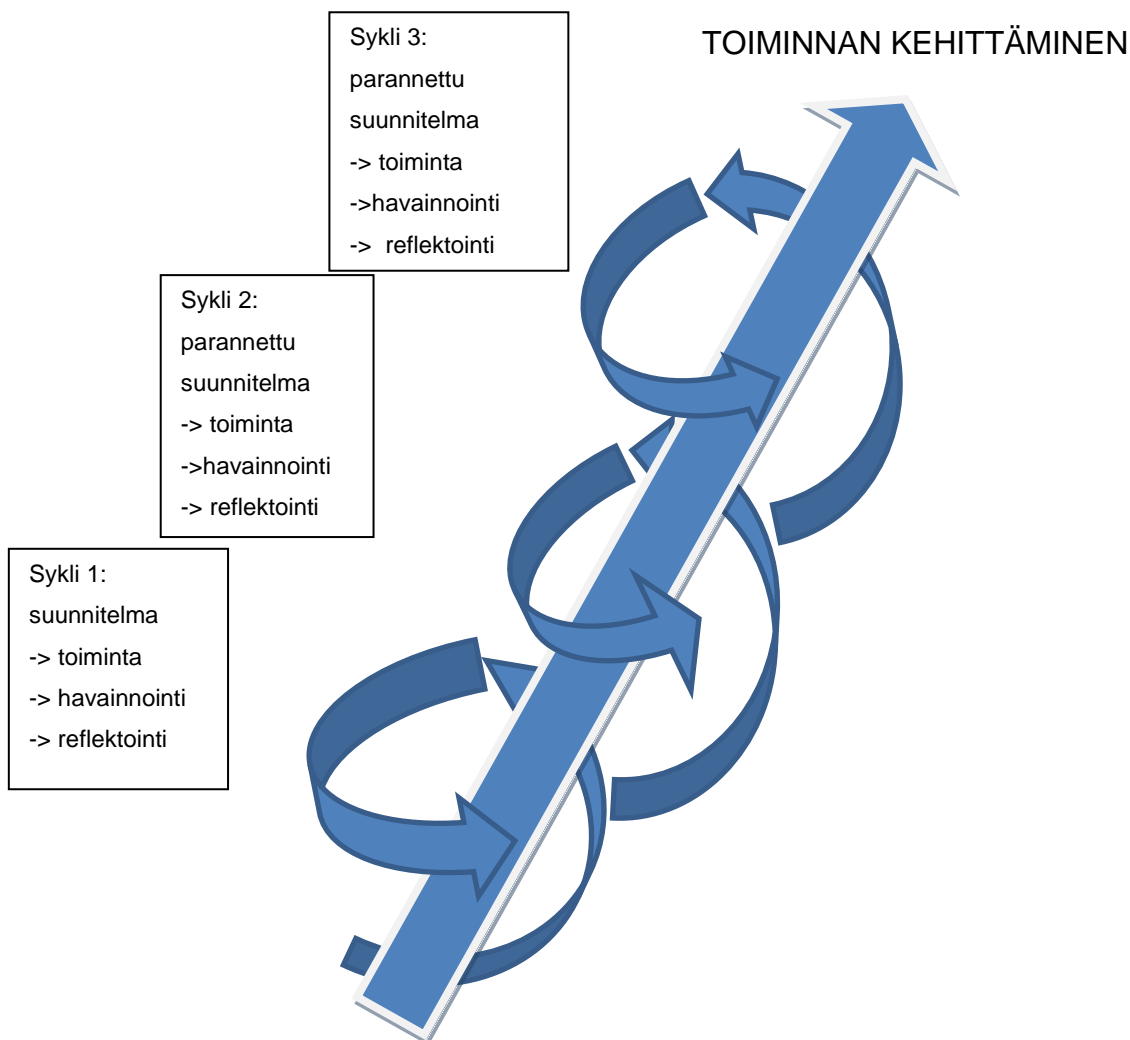 TOIMINNAN KEHITTÄMINEN
Sykli 3:
parannettu
suunnitelma
-> toiminta
->havainnointi
->  reflektointi
Sykli 2:
parannettu
suunnitelma
-> toiminta
->havainnointi
-> reflektointi
Sykli 1:
suunnitelma
-> toiminta
-> havainnointi
-> reflektointi